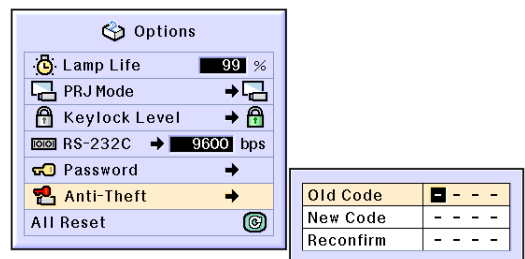 Options
Lamp Life 99 %
PRJ Mode
Keylock Level
RS-232C 9600 bps
Password
Anti-Theft
All Reset
Old Code - - - -
New Code - - - -
Reconfirm - - - -